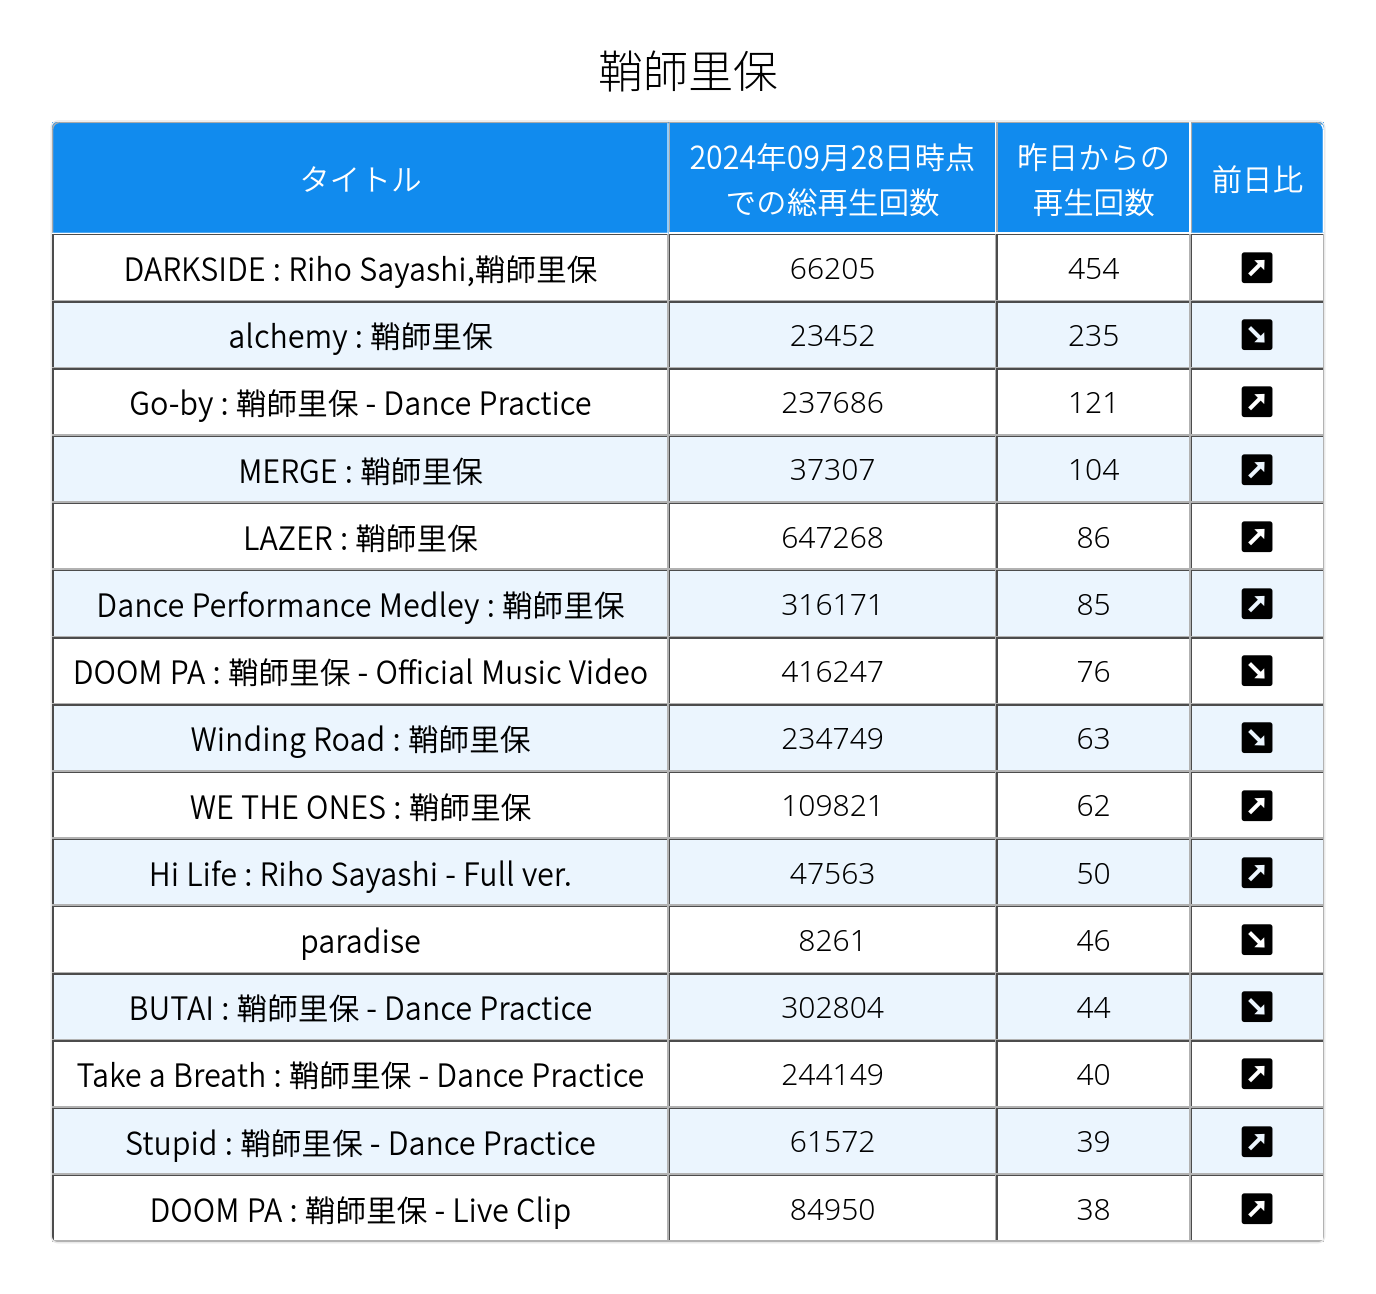 鞘師里保
タイトル 2024年09月28日時点での総再生回数 昨日からの再生回数 前日比
DARKSIDE : Riho Sayashi,鞘師里保 66205 454 ↗
alchemy : 鞘師里保 23452 235 ↘
Go-by : 鞘師里保 - Dance Practice 237686 121 ↗
MERGE : 鞘師里保 37307 104 ↗
LAZER : 鞘師里保 647268 86 ↗
Dance Performance Medley : 鞘師里保 316171 85 ↗
DOOM PA : 鞘師里保 - Official Music Video 416247 76 ↘
Winding Road : 鞘師里保 234749 63 ↘
WE THE ONES : 鞘師里保 109821 62 ↗
Hi Life : Riho Sayashi - Full ver. 47563 50 ↗
paradise 8261 46 ↘
BUTAI : 鞘師里保 - Dance Practice 302804 44 ↘
Take a Breath : 鞘師里保 - Dance Practice 244149 40 ↗
Stupid : 鞘師里保 - Dance Practice 61572 39 ↗
DOOM PA : 鞘師里保 - Live Clip 84950 38 ↗